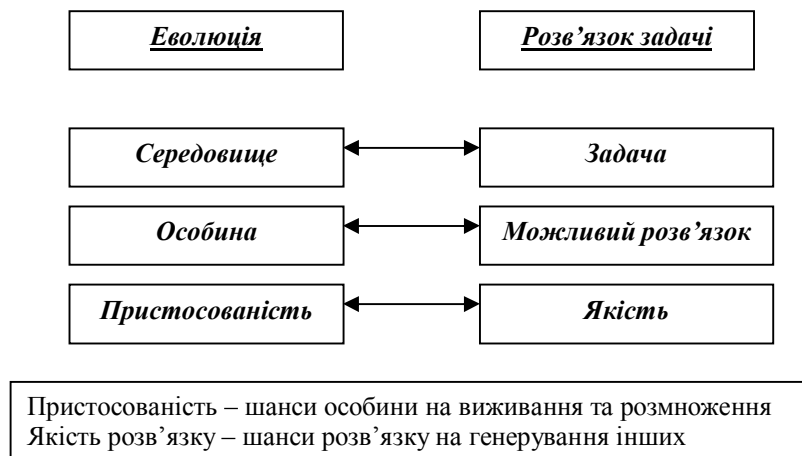 Еволюція
Розв’язок задачі
Середовище
Задача
Особина
Можливий розв’язок
Пристосованість
Якість
Пристосованість – шанси особини на виживання та розмноження
Якість розв’язку – шанси розв’язку на генерування інших